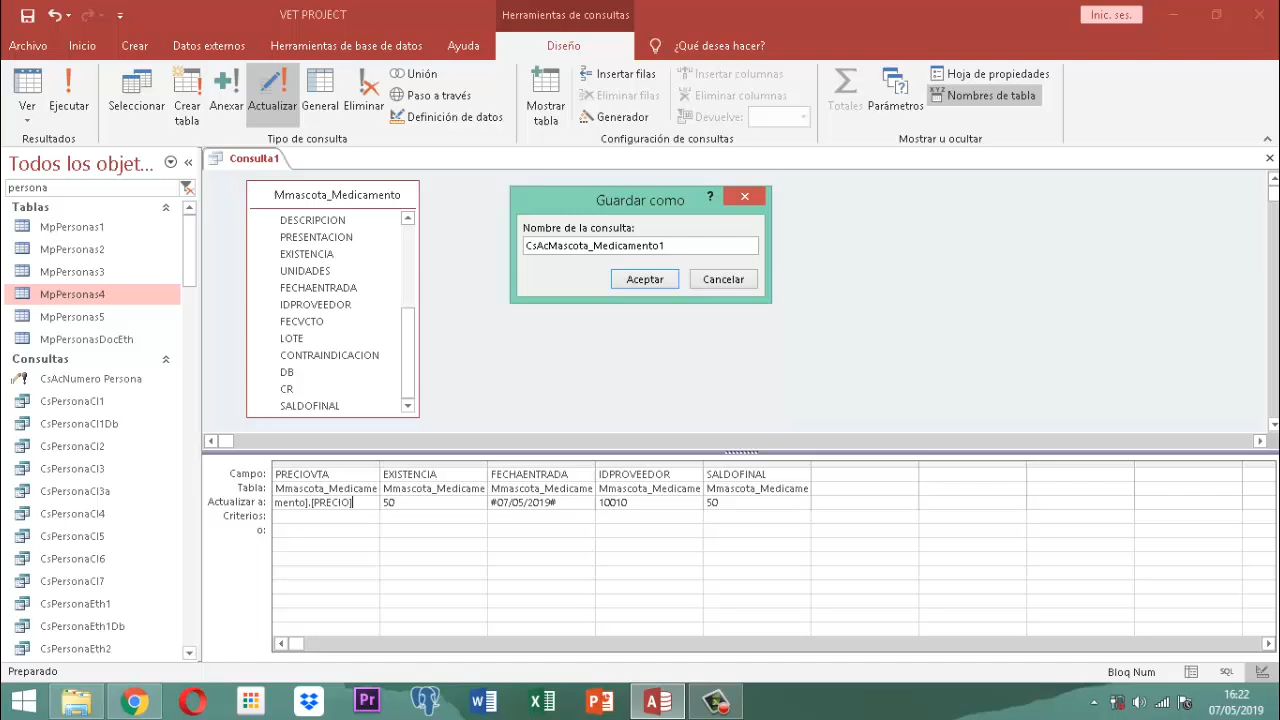 VET PROJECT
Herramientas de consultas
Inic. ses.
Archivo
Inicio
Crear
Datos externos
Herramientas de base de datos
Ayuda
Diseño
¿Qué desea hacer?
Ver
Ejecutar
Seleccionar
Crear
tabla
Anexar
Actualizar
General
Eliminar
Unión
Paso a través
Definición de datos
Mostrar
tabla
Insertar filas
Eliminar filas
Generador
Insertar columnas
Eliminar columnas
Devuelve:
Totales
Parámetros
Hoja de propiedades
Nombres de tabla
Resultados
Tipo de consulta
Configuración de consultas
Mostrar u ocultar
Todos los objet...
persona
Tablas
MpPersonas1
MpPersonas2
MpPersonas3
MpPersonas4
MpPersonas5
MpPersonasDocEth
Consultas
CsAcNumero Persona
CsPersonaCl1
CsPersonaCl1Db
CsPersonaCl2
CsPersonaCl3
CsPersonaCl3a
CsPersonaCl4
CsPersonaCl5
CsPersonaCl6
CsPersonaCl7
CsPersonaEth1
CsPersonaEth1Db
CsPersonaEth2
Consulta1
Mmascota_Medicamento
DESCRIPCION
PRESENTACION
EXISTENCIA
UNIDADES
FECHAENTRADA
IDPROVEEDOR
FECVCTO
LOTE
CONTRAINDICACION
DB
CR
SALDOFINAL
Guardar como
?
Nombre de la consulta:
CsAcMascota_Medicamento1
Aceptar
Cancelar
Campo: PRECIOVTA EXISTENCIA FECHAENTRADA IDPROVEEDOR SALDOFINAL
Tabla: Mmascota_Medicame Mmascota_Medicame Mmascota_Medicame Mmascota_Medicame Mmascota_Medicame
Actualizar a: mento].[PRECIO] 50 #07/05/2019# 10010 50
Criterios:
o:
Preparado
Bloq Num
SQL
Pr
16:22
07/05/2019